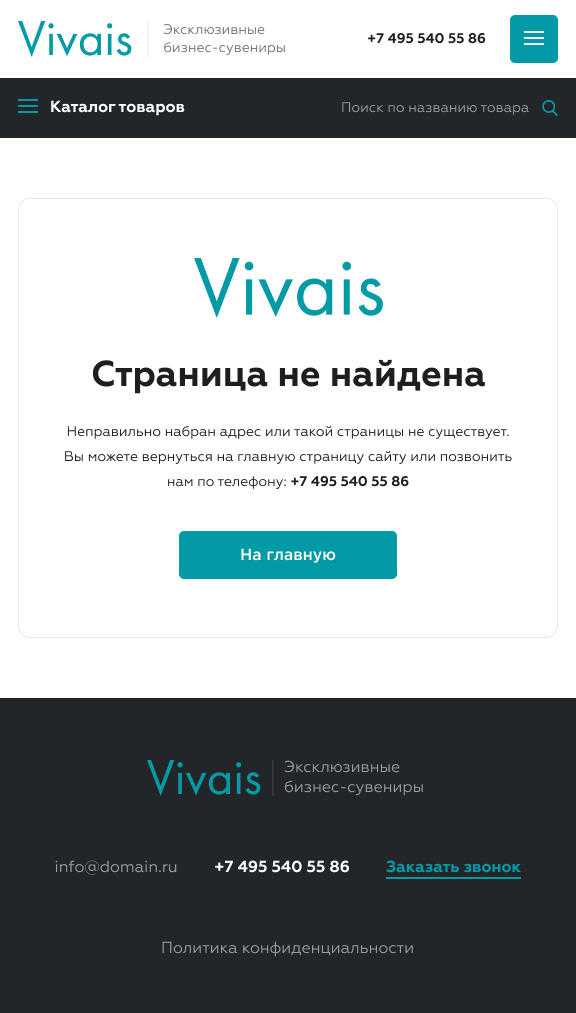 Vivais
Эксклюзивные
бизнес-сувениры
+7 495 540 55 86
Каталог товаров
Поиск по названию товара
Vivais
Страница не найдена
Неправильно набран адрес или такой страницы не существует.
Вы можете вернуться на главную страницу сайту или позвонить
нам по телефону: +7 495 540 55 86
На главную
Vivais
Эксклюзивные
бизнес-сувениры
info@domain.ru
+7 495 540 55 86
Заказать звонок
Политика конфиденциальности